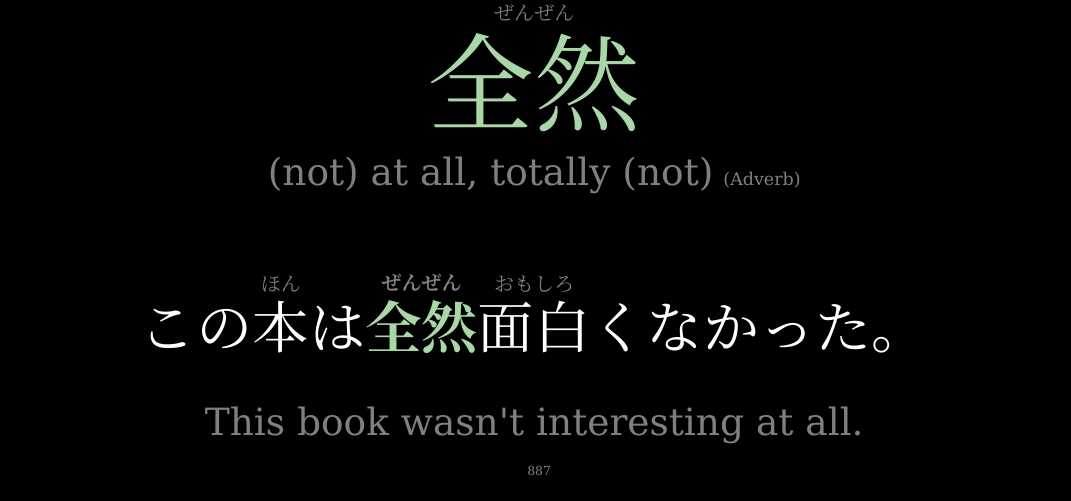 ぜんぜん
全然
(not) at all, totally (not) (Adverb)
ほん ぜんぜん おもしろ
この本は全然面白くなかった。
This book wasn't interesting at all.
887